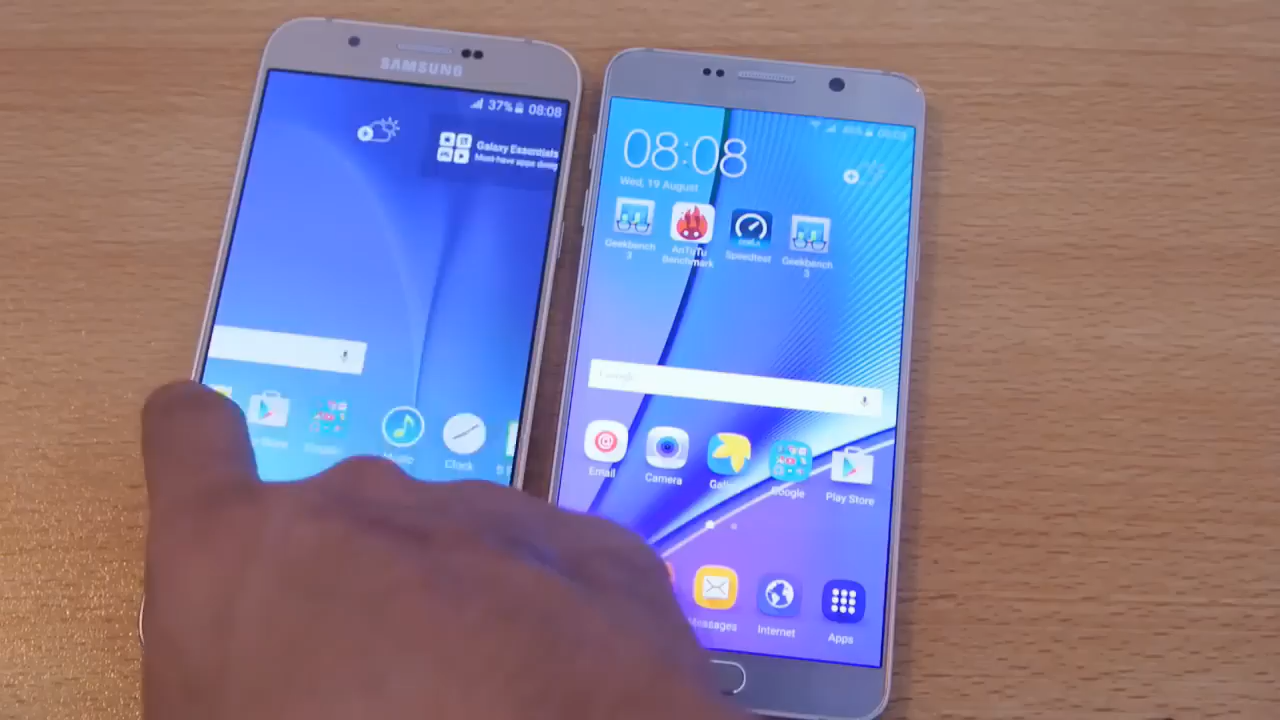 SAMSUNG
37% 08:08
Galaxy Essentials
Must-have apps
Music
Clock
08:08
Wed, 19 August
Geekbench
3
AnTuTu
Benchmark
Speedtest
Geekbench
3
Google
Email
Camera
Google
Play Store
Messages
Internet
Apps